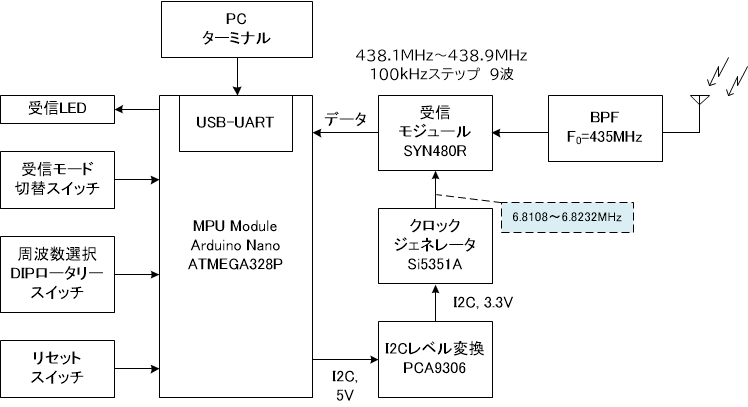 PC
ターミナル
438.1MHz～438.9MHz
100kHzステップ 9波
受信LED
USB-UART
データ
受信
モジュール
SYN480R
BPF
F₀=435MHz
受信モード
切替スイッチ
MPU Module
Arduino Nano
ATMEGA328P
クロック
ジェネレータ
Si5351A
6.8108～6.8232MHz
周波数選択
DIPロータリー
スイッチ
I2C, 3.3V
リセット
スイッチ
I2C,
5V
I2Cレベル変換
PCA9306